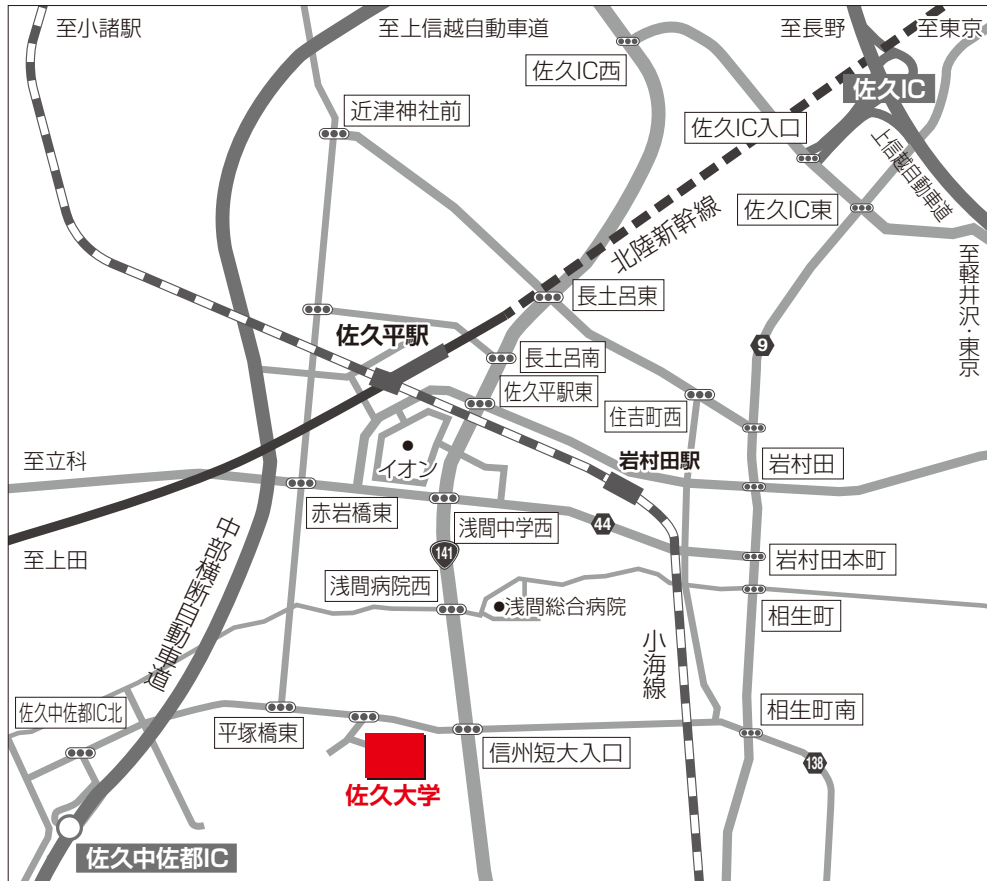 至小諸駅
至上信越自動車道
至長野
至東京
佐久IC西
佐久IC
近津神社前
佐久IC入口
上信越自動車道
佐久IC東
北陸新幹線
至軽井沢・東京
長土呂東
佐久平駅
9
長土呂南
佐久平駅東
住吉町西
イオン
岩村田駅
至立科
岩村田
赤岩橋東
浅間中学西
44
141
至上田
岩村田本町
中部横断自動車道
浅間病院西
浅間総合病院
相生町
小海線
佐久中佐都IC北
平塚橋東
相生町南
信州短大入口
138
佐久大学
佐久中佐都IC